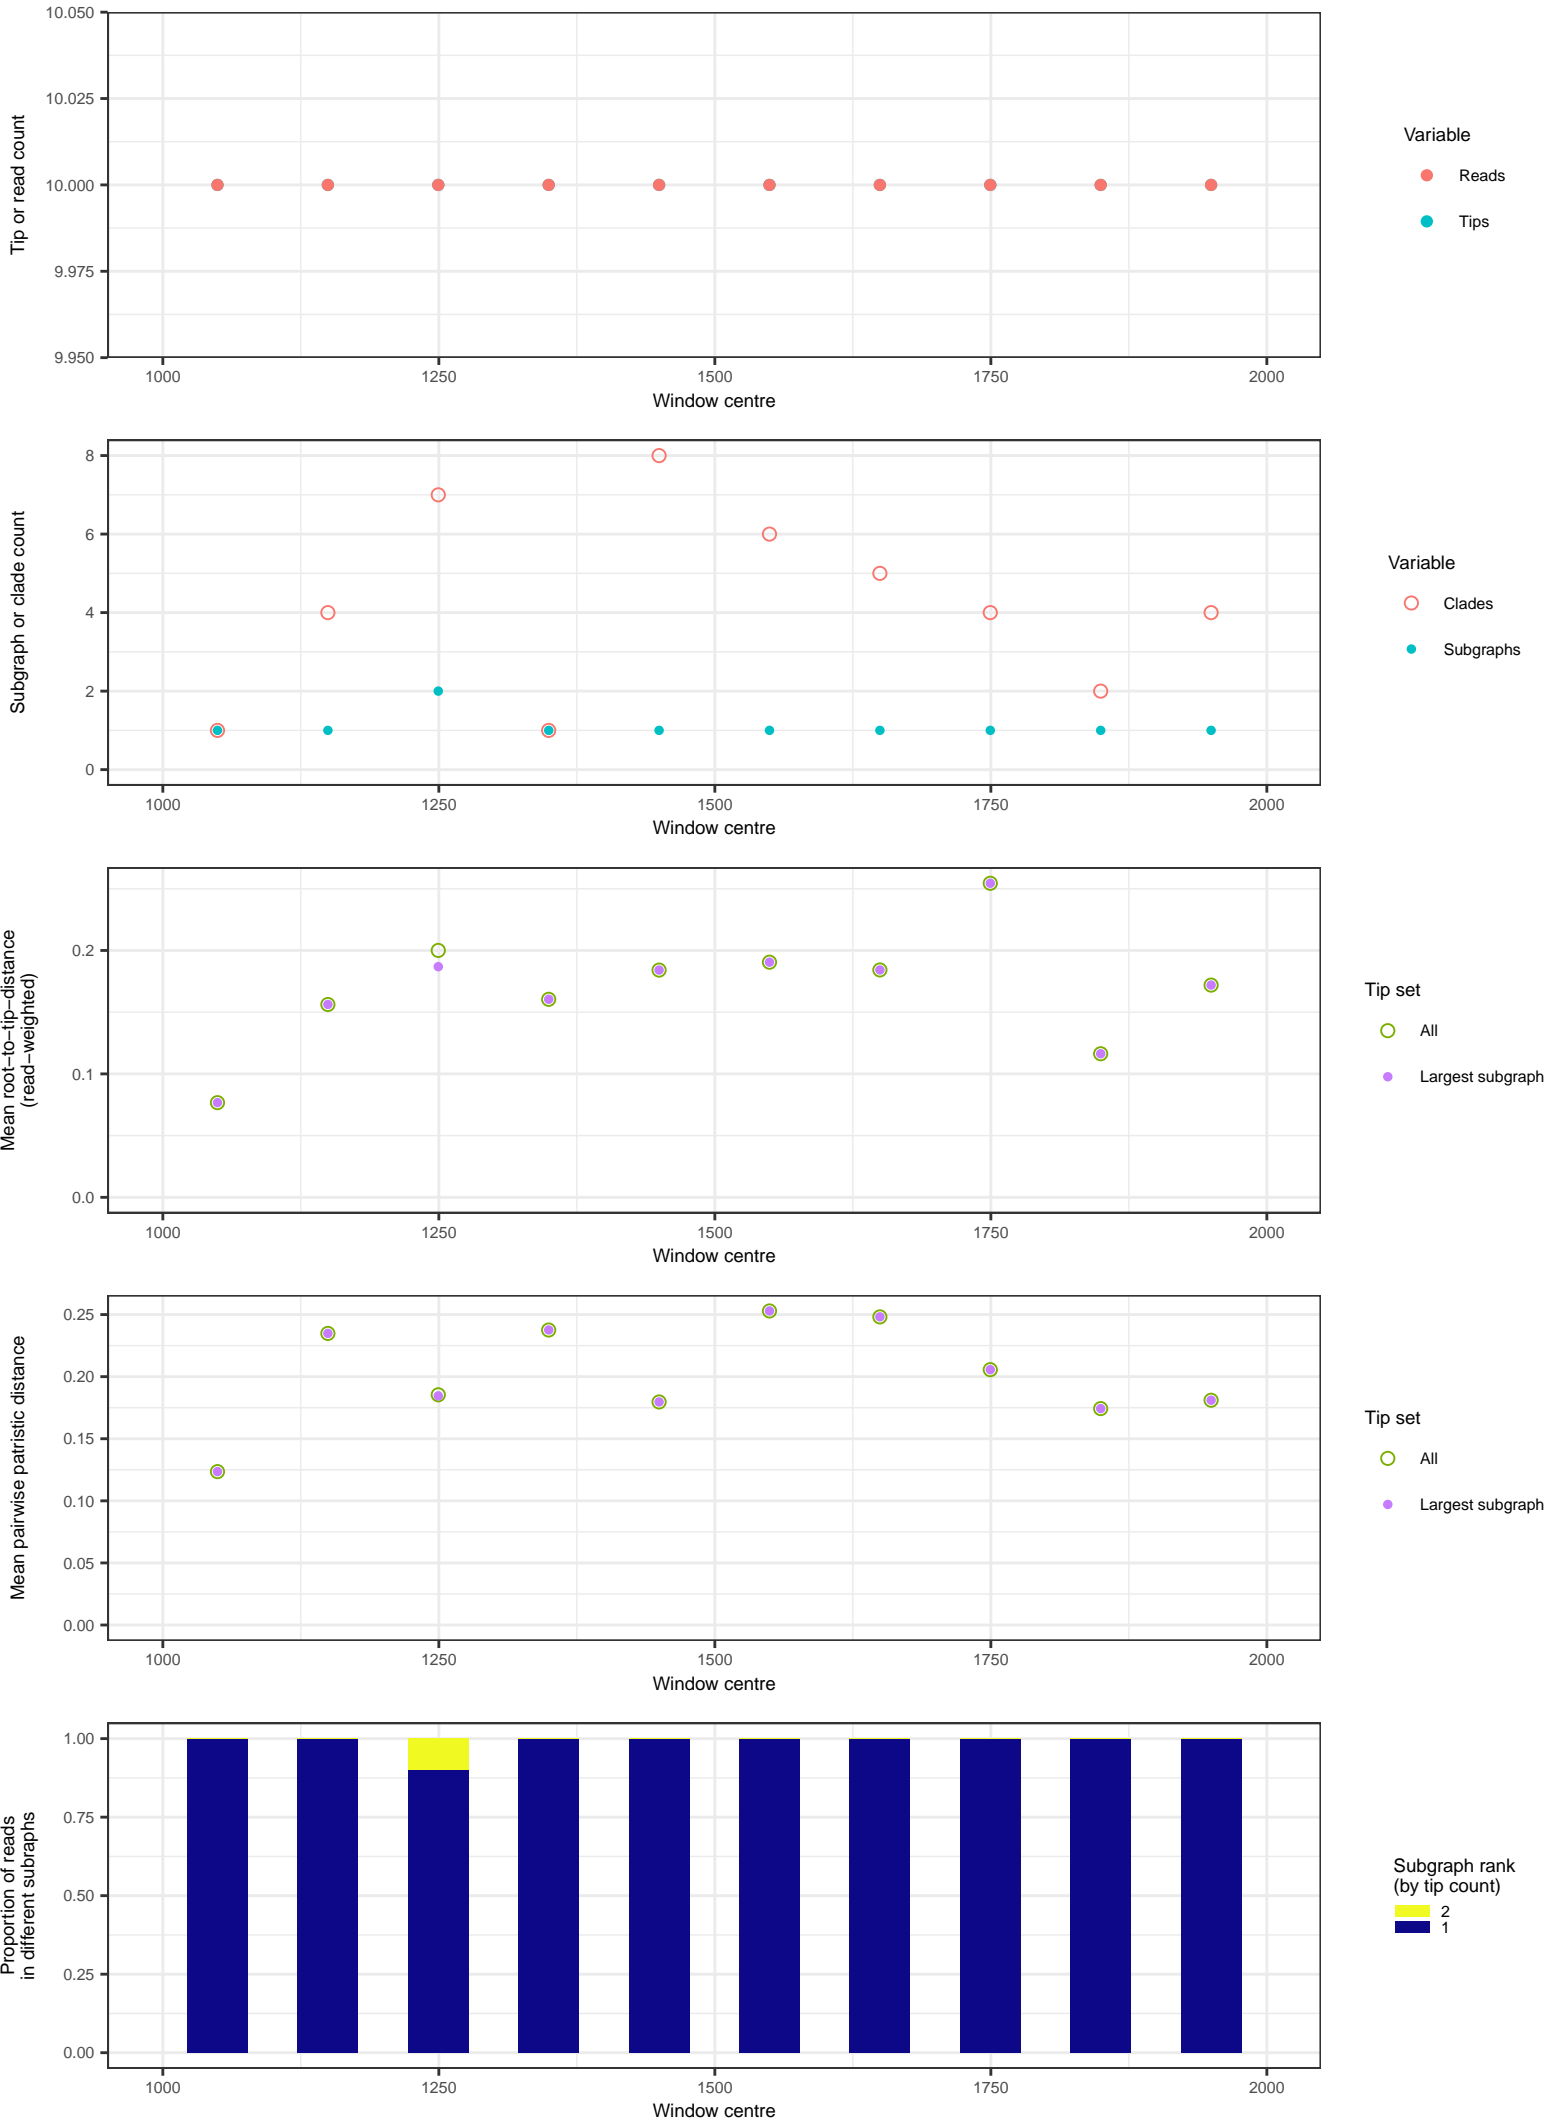 10.050
10.025
10.000
9.975
9.950
Tip or read count
1000 1250 1500 1750 2000
Window centre
Variable
Reads
Tips
8
6
4
2
0
Subgraph or clade count
1000 1250 1500 1750 2000
Window centre
Variable
Clades
Subgraphs
0.2
0.1
0.0
Mean root−to−tip−distance
(read−weighted)
1000 1250 1500 1750 2000
Window centre
Tip set
All
Largest subgraph
0.25
0.20
0.15
0.10
0.05
0.00
Mean pairwise patristic distance
1000 1250 1500 1750 2000
Window centre
Tip set
All
Largest subgraph
1.00
0.75
0.50
0.25
0.00
Proportion of reads
in different subraphs
1000 1250 1500 1750 2000
Window centre
Subgraph rank
(by tip count)
2
1